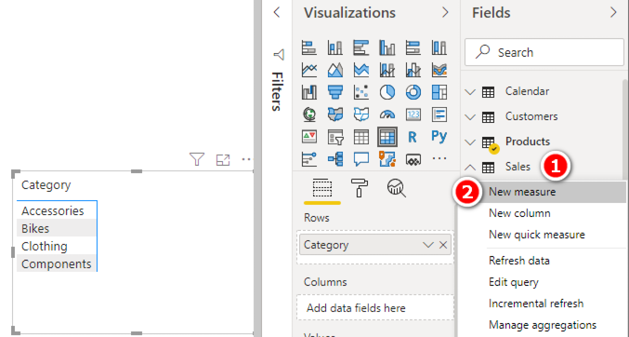 Visualizations
Fields
Filters
Search
R Py
Calendar
Customers
Products
Sales
1
2
New measure
New column
New quick measure
Refresh data
Edit query
Incremental refresh
Manage aggregations
Category
Accessories
Bikes
Clothing
Components
Rows
Category
Columns
Add data fields here
Values